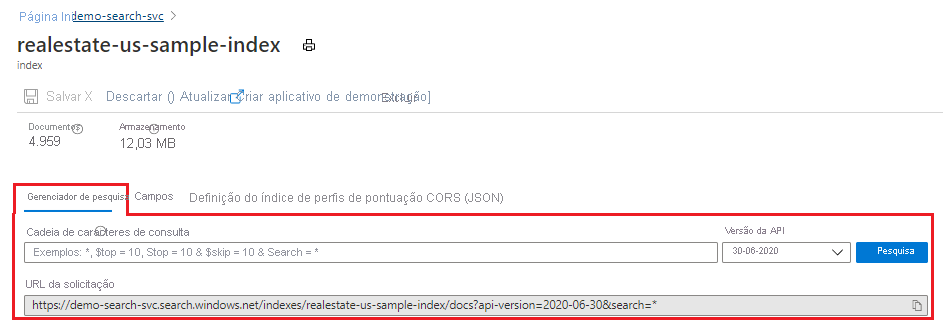 Página Ini demo-search-svc >
realestate-us-sample-index
index
Salvar X Descartar () Atualizar Criar aplicativo de demonstração]
Documentos Armazenamento
4.959 12,03 MB
Gerenciador de pesquisa Campos Definição do índice de perfis de pontuação CORS (JSON)
Cadeia de caracteres de consulta Versão da API
Exemplos: *, $top = 10, Stop = 10 & $skip = 10 & Search = * 30-06-2020 Pesquisa
URL da solicitação
https://demo-search-svc.search.windows.net/indexes/realestate-us-sample-index/docs?api-version=2020-06-30&search=*